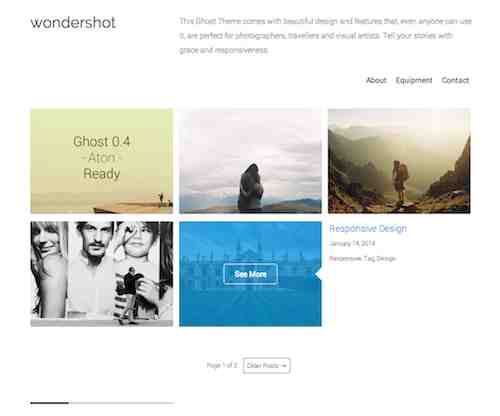 wondershot
This Ghost Theme comes with beautiful design and features that, even anyone can use
it, are perfect for photographers, travellers and visual artists. Tell your stories with
grace and responsiveness.
About Equipment Contact
Ghost 0.4
- Aton -
Ready
See More
Responsive Design
January 14, 2014
Responsive, Tag, Design
Page 1 of 2
Older Posts →